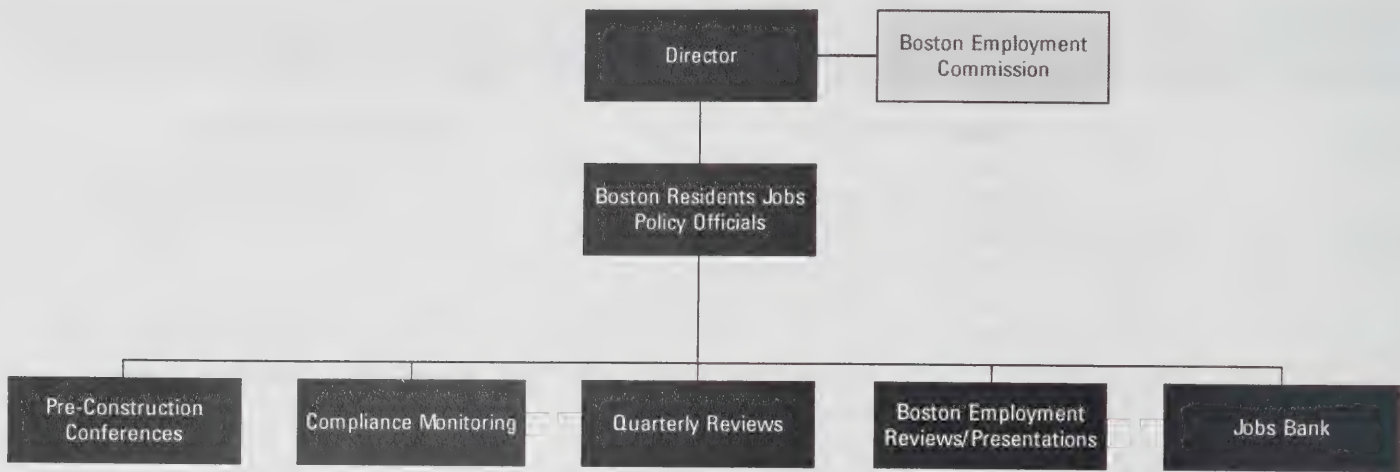 Director
Boston Employment
Commission
Boston Residents Jobs
Policy Officials
Pre-Construction
Conferences
Compliance Monitoring
Quarterly Reviews
Boston Employment
Reviews/Presentations
Jobs Bank